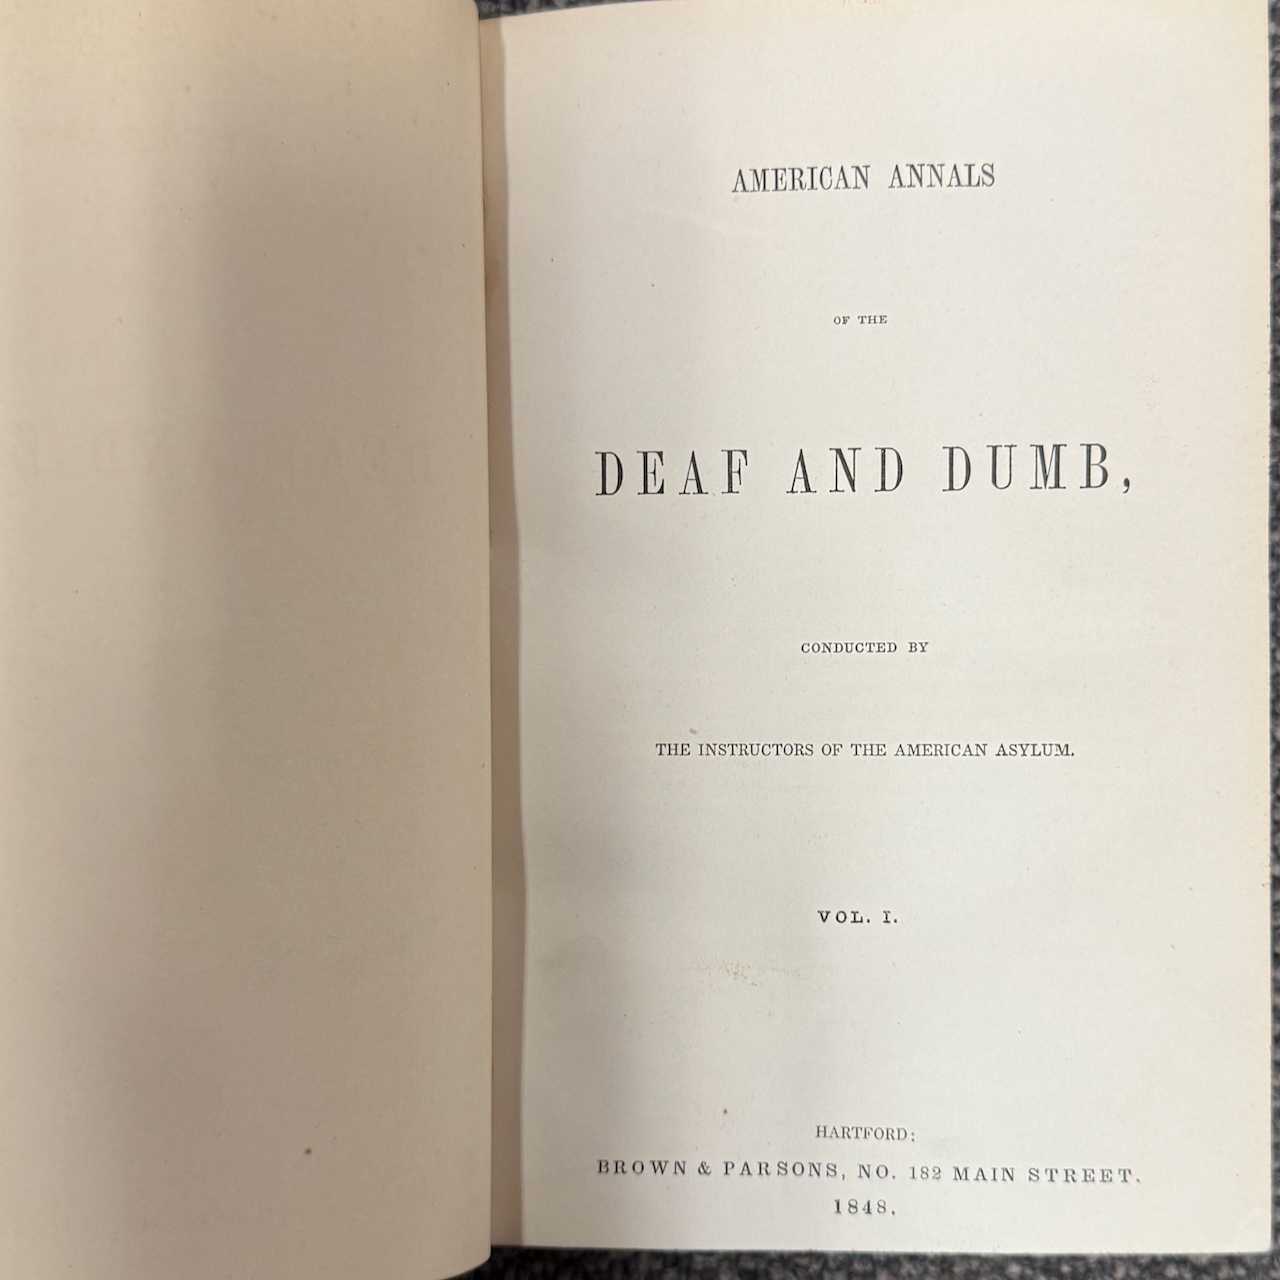 AMERICAN ANNALS
OF THE
DEAF AND DUMB,
CONDUCTED BY
THE INSTRUCTORS OF THE AMERICAN ASYLUM.
VOL. I.
HARTFORD:
BROWN & PARSONS, NO. 182 MAIN STREET.
1848.